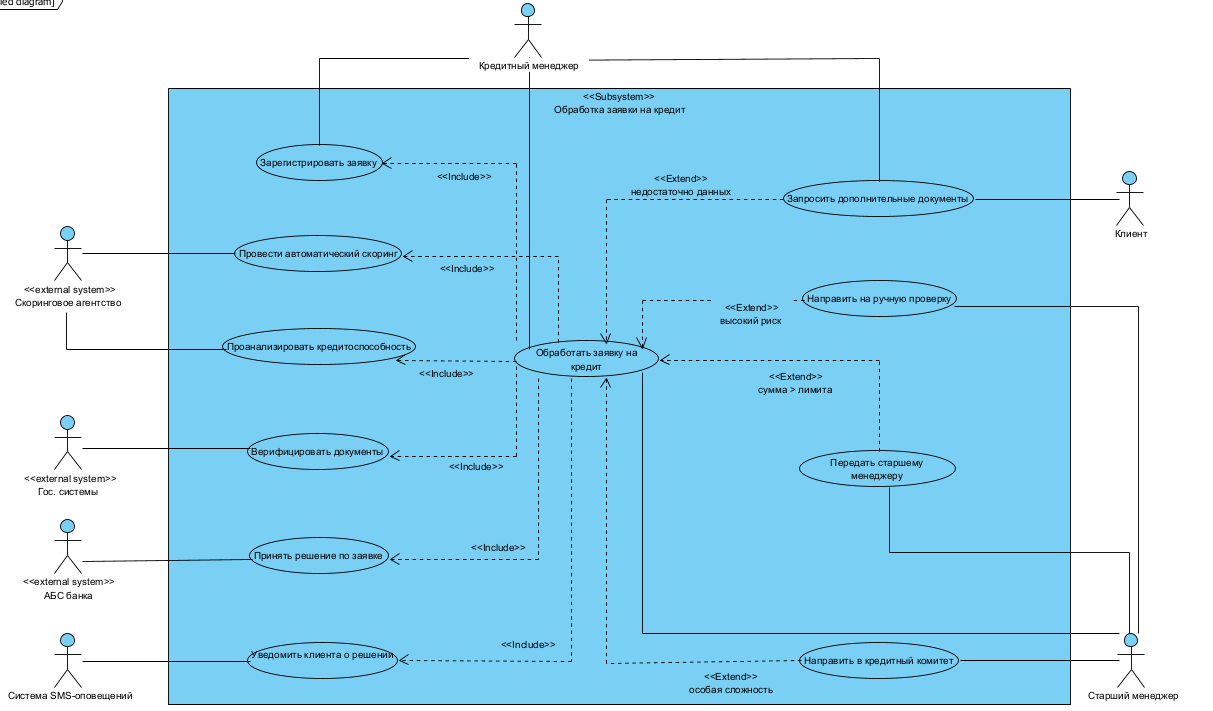 led diagram]
Кредитный менеджер
<<Subsystem>>
Обработка заявки на кредит
Зарегистрировать заявку
<<Include>>
<<Extend>>
недостаточно данных
Запросить дополнительные документы
Клиент
Провести автоматический скоринг
<<Include>>
<<external system>>
Скоринговое агентство
Направить на ручную проверку
<<Extend>>
высокий риск
Проанализировать кредитоспособность
<<Include>>
Обработать заявку на
кредит
<<Extend>>
сумма > лимита
Верифицировать документы
<<Include>>
<<external system>>
Гос. системы
Передать старшему
менеджеру
Принять решение по заявке
<<Include>>
<<external system>>
АБС банка
Уведомить клиента о решении
<<Include>>
Направить в кредитный комитет
<<Extend>>
особая сложность
Система SMS-оповещений
Старший менеджер